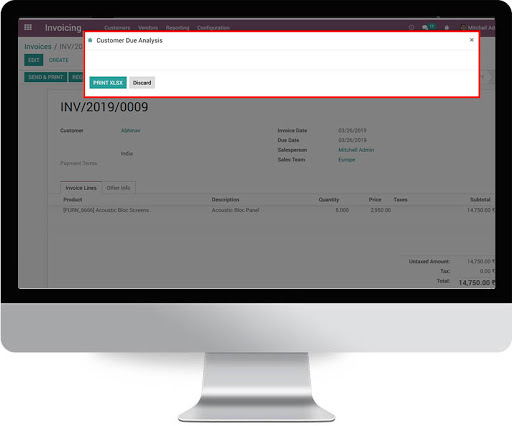 Invoicing Customers Vendors Reporting Configuration Mitchell Ad
Customer Due Analysis ×
Invoices / INV/20
EDIT CREATE
SEND & PRINT REG
PRINT XLSX Discard
INV/2019/0009
Customer Abhinav Invoice Date 03/26/2019
Due Date 03/26/2019
India Salesperson Mitchell Admin
Payment Terms Sales Team Europe
Invoice Lines Other Info
Product Description Quantity Price Taxes Subtotal
[FURN_6666] Acoustic Bloc Screens Acoustic Bloc Panel 5.000 2,950.00 14,750.00 ₹
Untaxed Amount: 14,750.00 ₹
Tax: 0.00 ₹
Total: 14,750.00 ₹